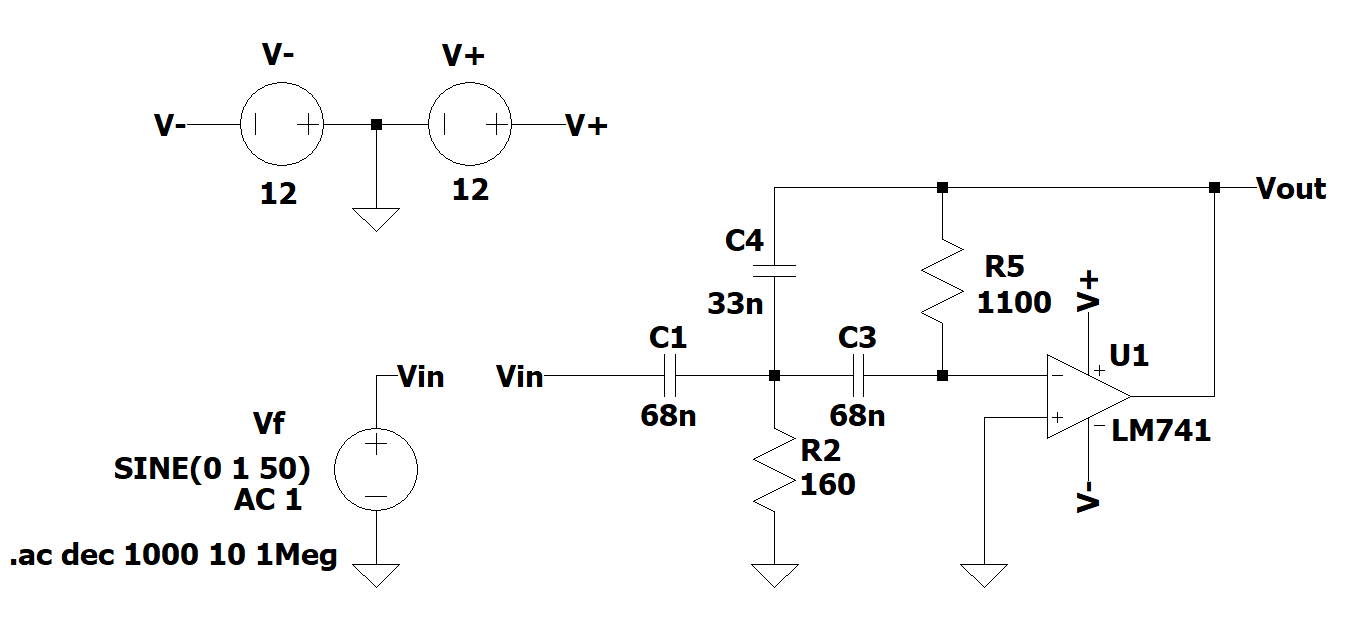 V-
V+
V-
V+
12
12
Vout
C4
33n
R5
1100
V+
C1
C3
U1
Vin
Vin
68n
68n
Vf
SINE(0 1 50)
AC 1
R2
160
LM741
V-
.ac dec 1000 10 1Meg